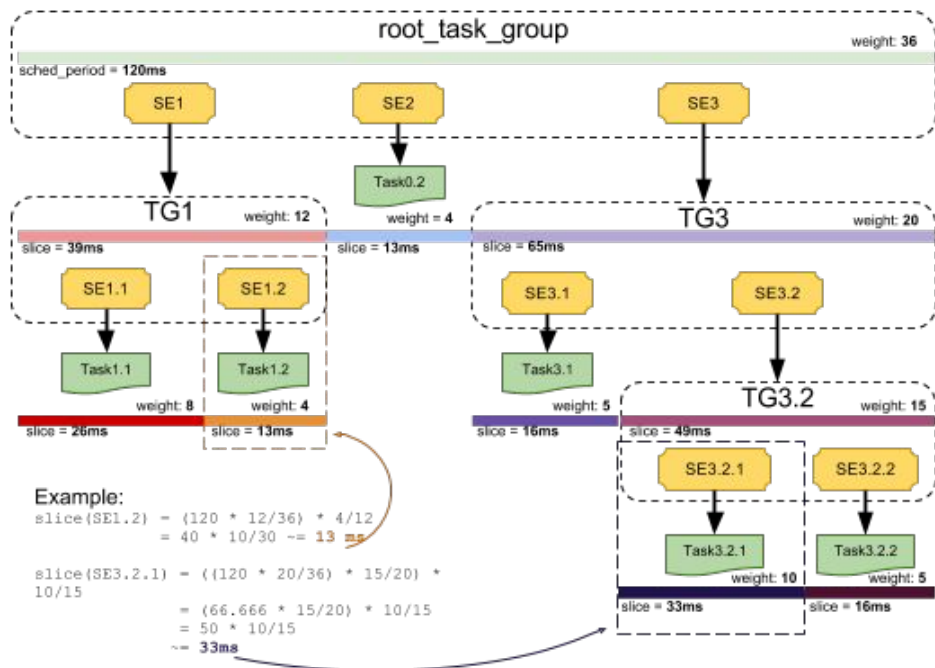 root_task_group
weight: 36
sched_period = 120ms
SE1
SE2
SE3
Task0.2
TG1
weight: 12
weight = 4
TG3
weight: 20
slice = 39ms
slice = 13ms
slice = 65ms
SE1.1
SE1.2
SE3.1
SE3.2
Task1.1
Task1.2
Task3.1
weight: 8
weight: 4
weight: 5
TG3.2
weight: 15
slice = 26ms
slice = 13ms
slice = 16ms
slice = 49ms
SE3.2.1
SE3.2.2
Task3.2.1
Task3.2.2
weight: 10
weight: 5
slice = 33ms
slice = 16ms
Example:
slice(SE1.2) = (120 * 12/36) * 4/12
= 40 * 10/30 ~= 13 ms
slice(SE3.2.1) = ((120 * 20/36) * 15/20) *
10/15
= (66.666 * 15/20) * 10/15
= 50 * 10/15
~= 33ms